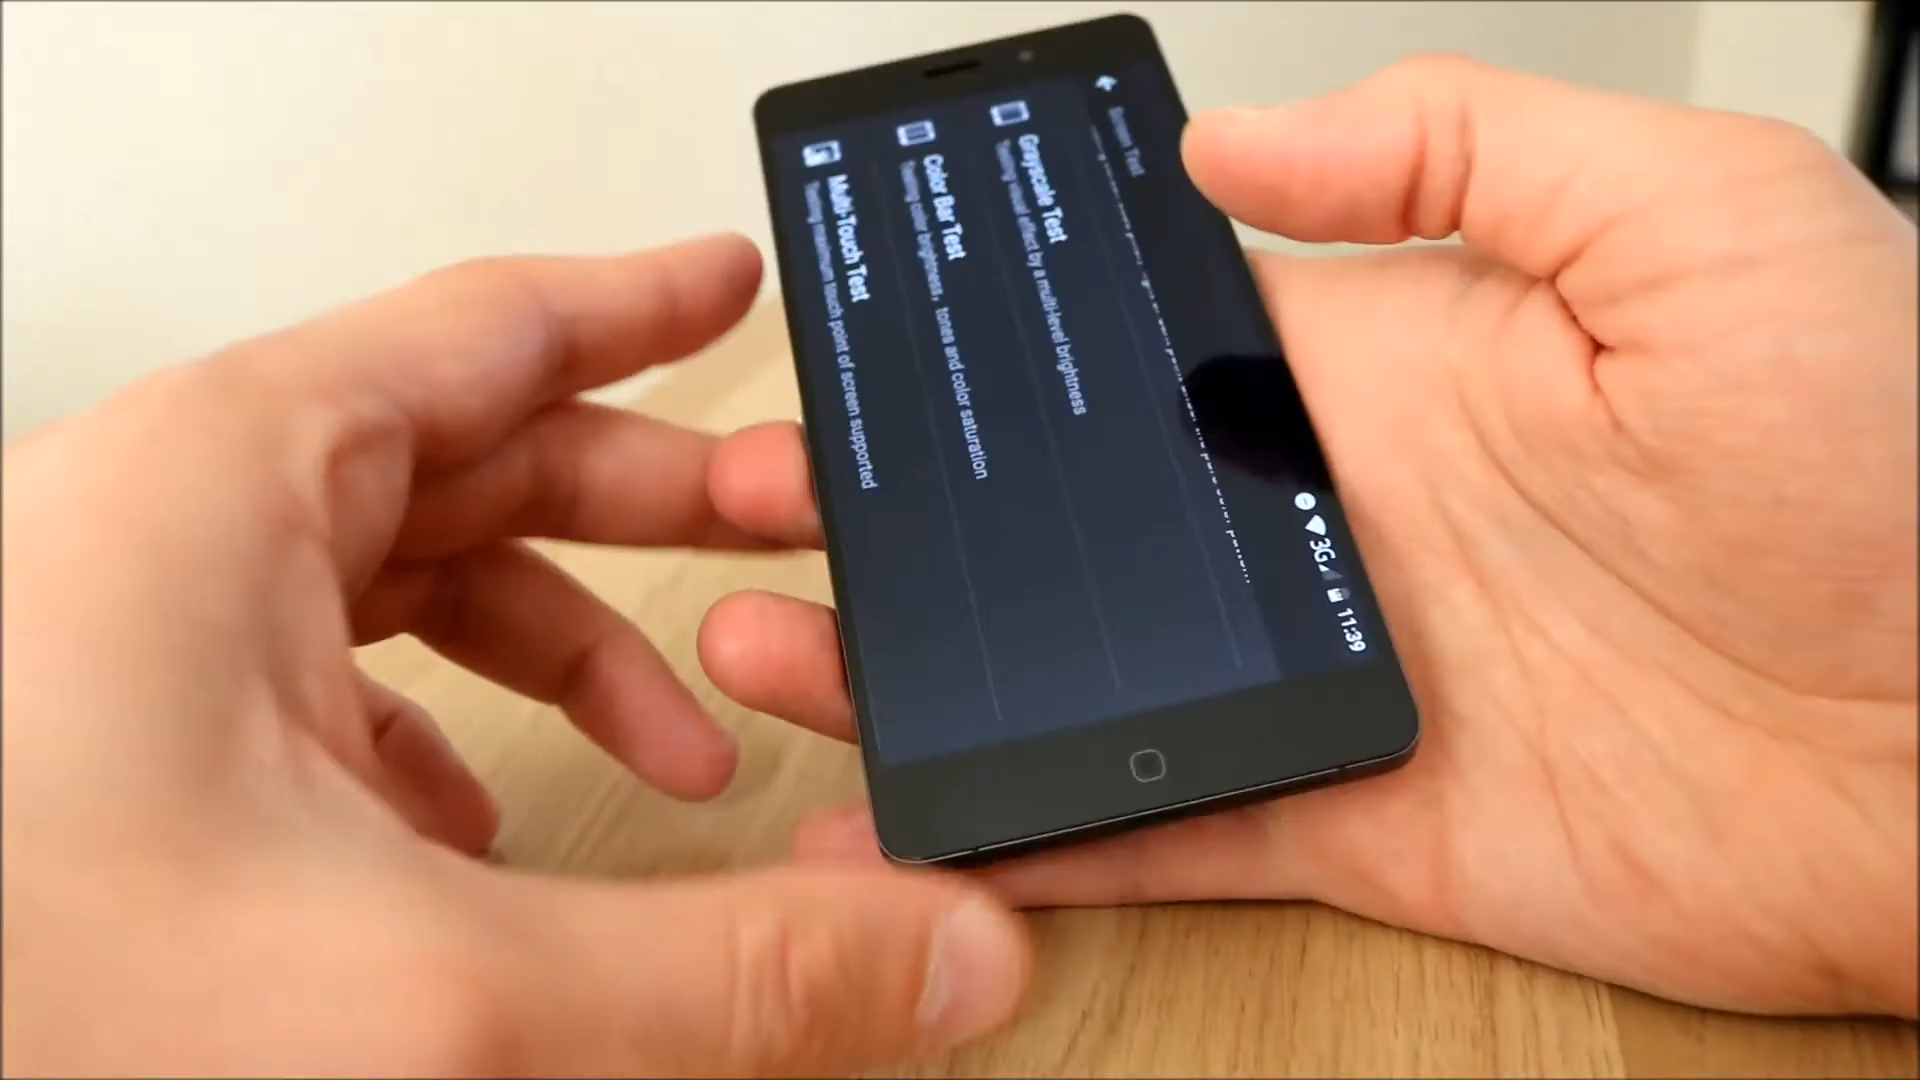 3G 11:39
Screen Test
Grayscale Test
Testing visual effect by a multi-level brightness
Color Bar Test
Testing color brightness, tones and color saturation
Multi-Touch Test
Testing maximum touch point of screen supported